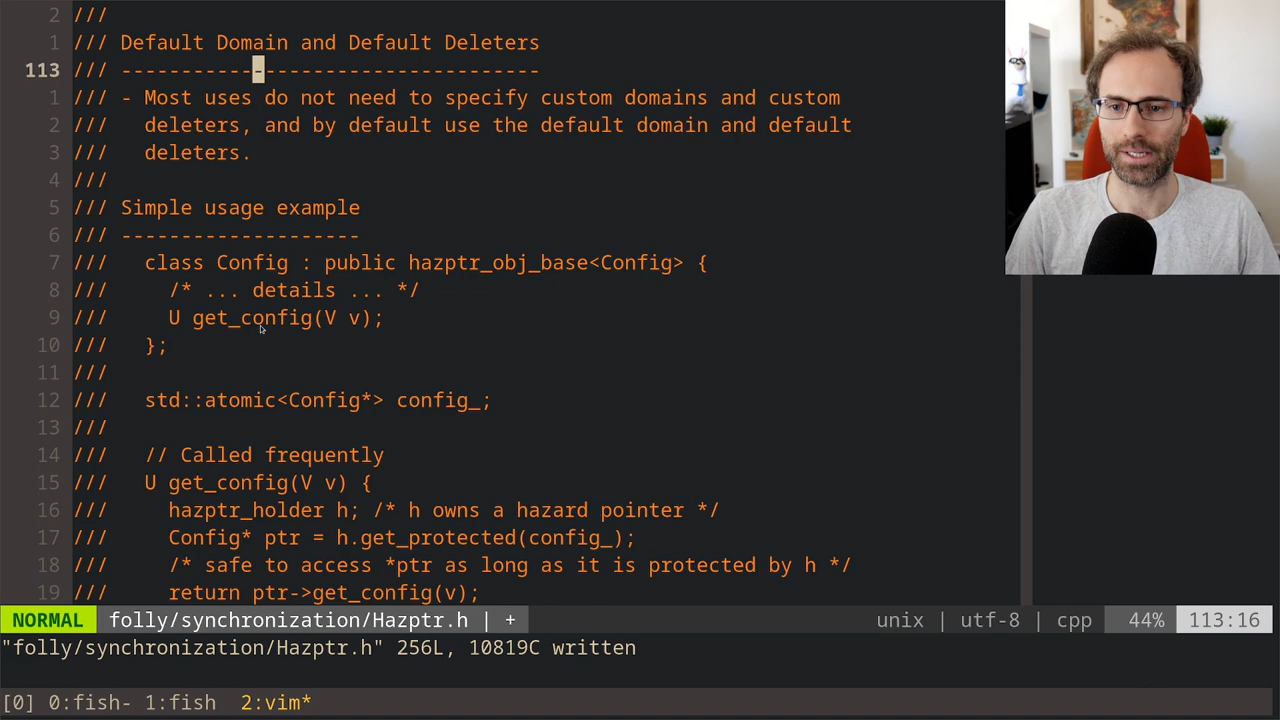 2 ///
1 /// Default Domain and Default Deleters
113 /// -----------------------------------
1 /// - Most uses do not need to specify custom domains and custom
2 ///   deleters, and by default use the default domain and default
3 ///   deleters.
4 ///
5 /// Simple usage example
6 /// --------------------
7 ///   class Config : public hazptr_obj_base<Config> {
8 ///     /* ... details ... */
9 ///     U get_config(V v);
10 ///   };
11 ///
12 ///   std::atomic<Config*> config_;
13 ///
14 ///   // Called frequently
15 ///   U get_config(V v) {
16 ///     hazptr_holder h; /* h owns a hazard pointer */
17 ///     Config* ptr = h.get_protected(config_);
18 ///     /* safe to access *ptr as long as it is protected by h */
19 ///     return ptr->get_config(v);
NORMAL folly/synchronization/Hazptr.h | + unix | utf-8 | cpp 44% 113:16
"folly/synchronization/Hazptr.h" 256L, 10819C written
[0] 0:fish- 1:fish 2:vim*